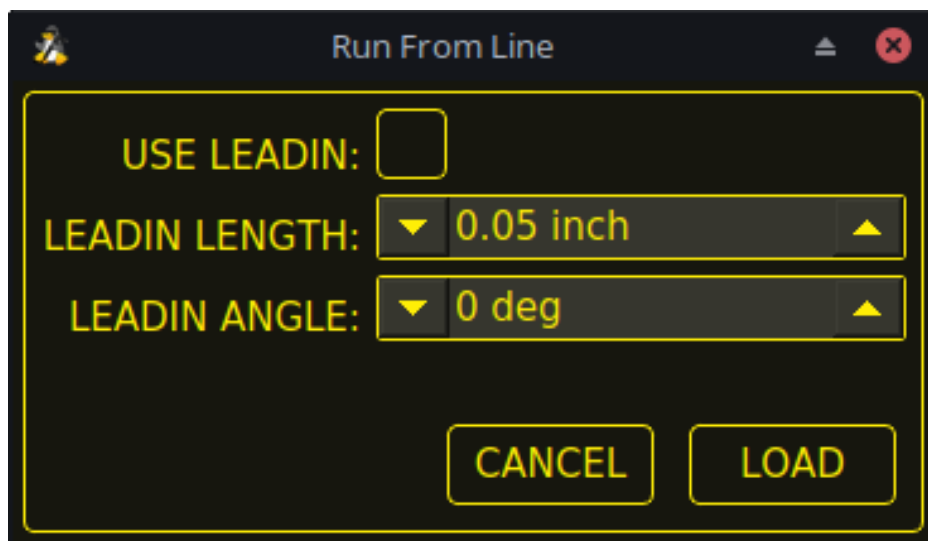 Run From Line
USE LEADIN:
LEADIN LENGTH: 0.05 inch
LEADIN ANGLE: 0 deg
CANCEL LOAD